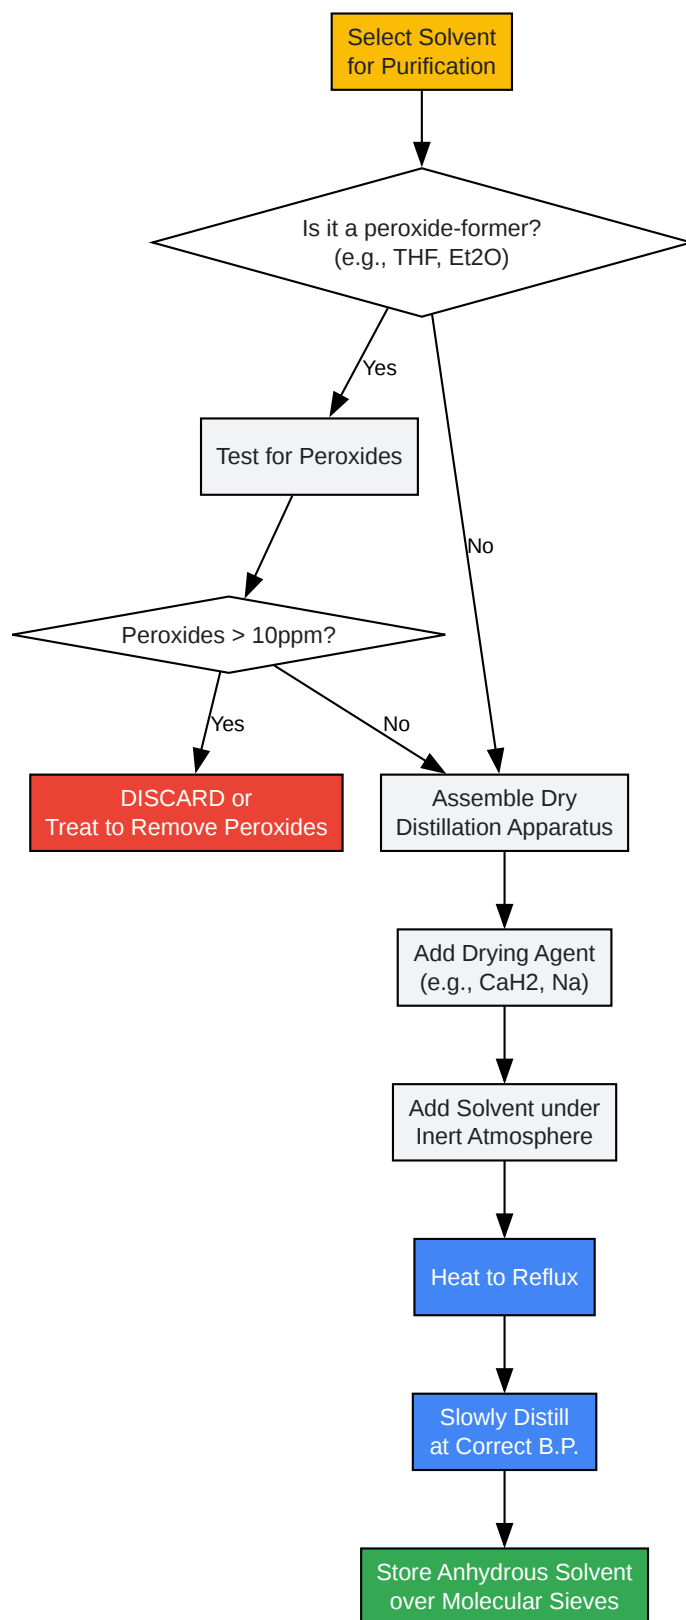 Select Solvent
for Purification
Is it a peroxide-former?
(e.g., THF, Et2O)
Yes
Test for Peroxides
No
Peroxides > 10ppm?
Yes
No
DISCARD or
Treat to Remove Peroxides
Assemble Dry
Distillation Apparatus
Add Drying Agent
(e.g., CaH2, Na)
Add Solvent under
Inert Atmosphere
Heat to Reflux
Slowly Distill
at Correct B.P.
Store Anhydrous Solvent
over Molecular Sieves